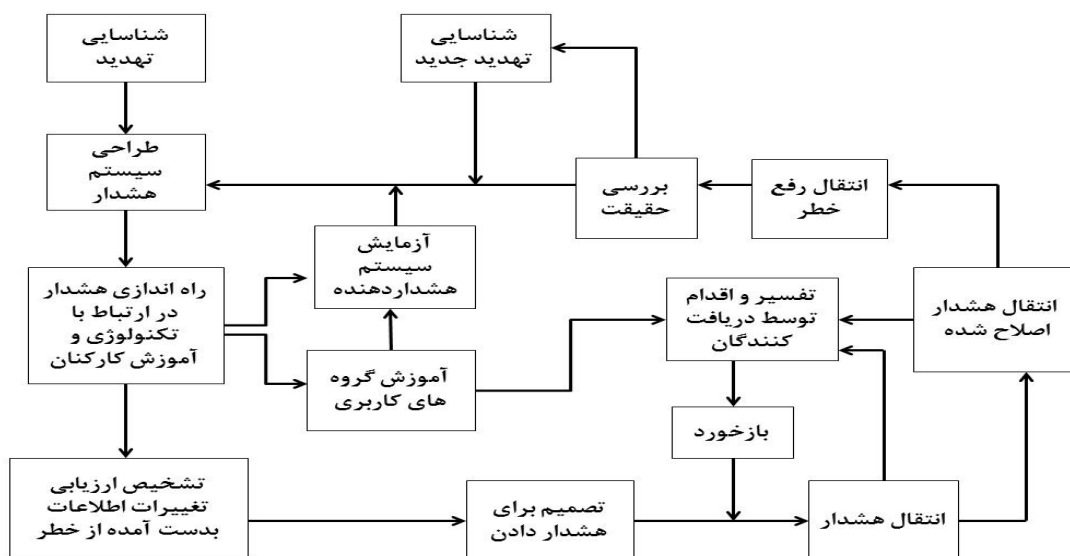 شناسایی
تهدید
شناسایی
تهدید جدید
طراحی
سیستم
هشدار
انتقال رفع
خطر
بررسی
حقیقت
آزمایش
سیستم
هشداردهنده
راه اندازی هشدار
در ارتباط با
تکنولوژی و
آموزش کارکنان
انتقال هشدار
اصلاح شده
تفسیر و اقدام
توسط دریافت
کنندگان
آموزش گروه
های کاربری
بازخورد
تشخیص ارزیابی
تغییرات اطلاعات
بدست آمده از خطر
تصمیم برای
هشدار دادن
انتقال هشدار